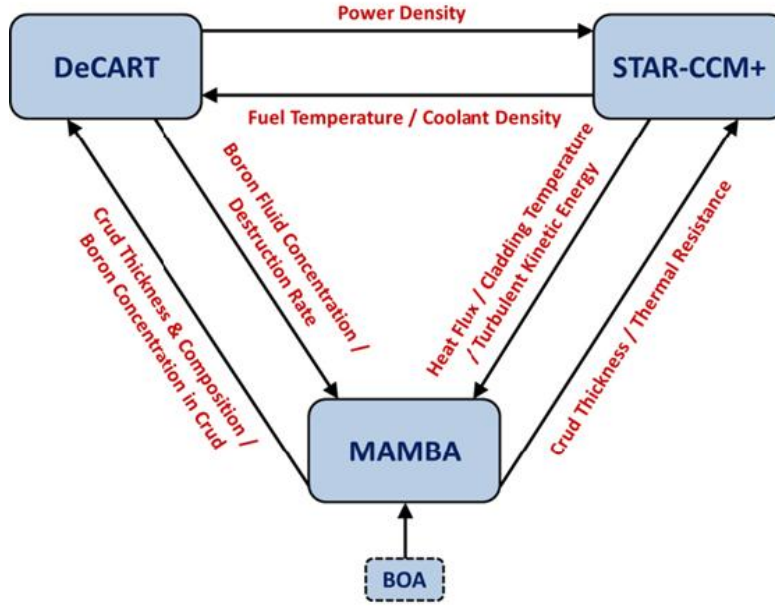 Power Density
DeCART
STAR-CCM+
Fuel Temperature / Coolant Density
Boron Fluid Concentration /
Destruction Rate
Crud Thickness & Composition /
Boron Concentration in Crud
Heat Flux / Cladding Temperature
/ Turbulent Kinetic Energy
Crud Thickness / Thermal Resistance
MAMBA
BOA